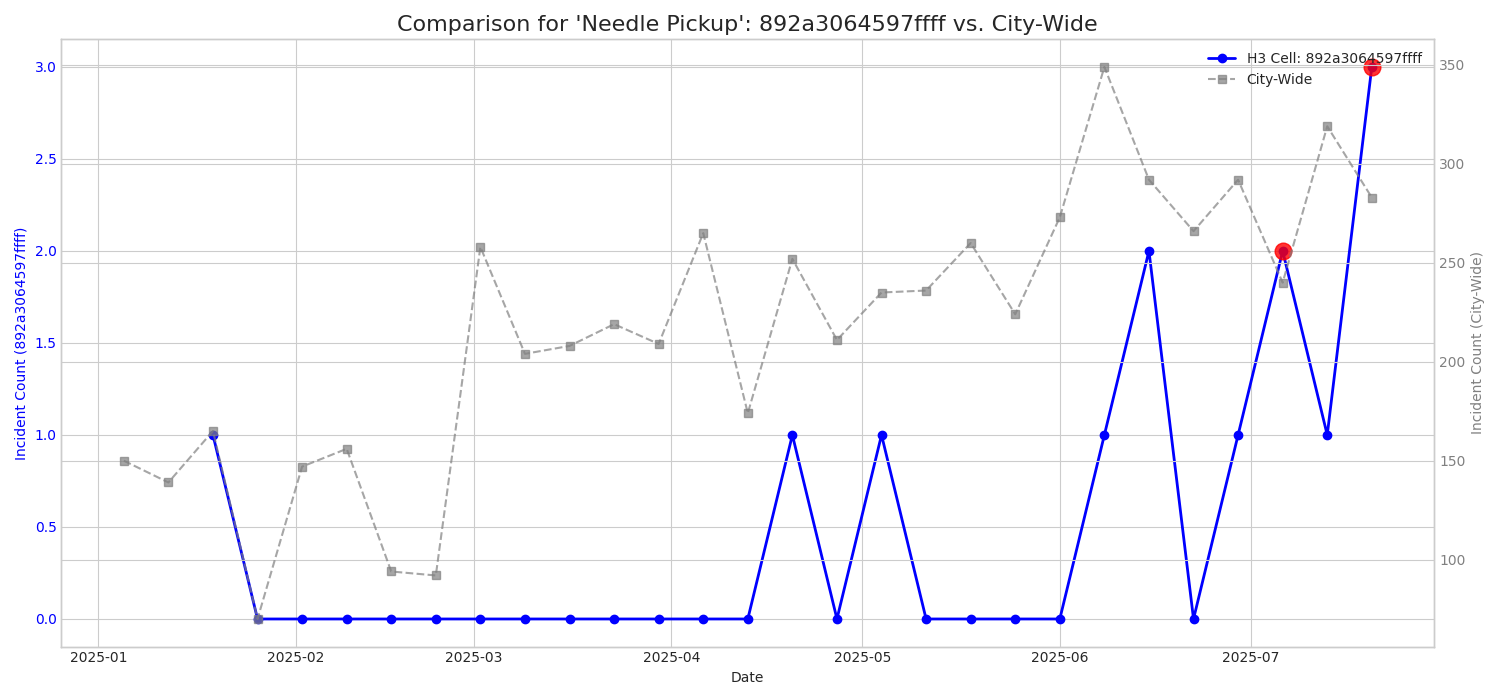 Comparison for 'Needle Pickup': 892a3064597ffff vs. City-Wide
H3 Cell: 892a3064597ffff
City-Wide
Incident Count (892a3064597ffff)
3.0
2.5
2.0
1.5
1.0
0.5
0.0
350
300
250
200
150
100
Incident Count (City-Wide)
2025-01 2025-02 2025-03 2025-04 2025-05 2025-06 2025-07
Date